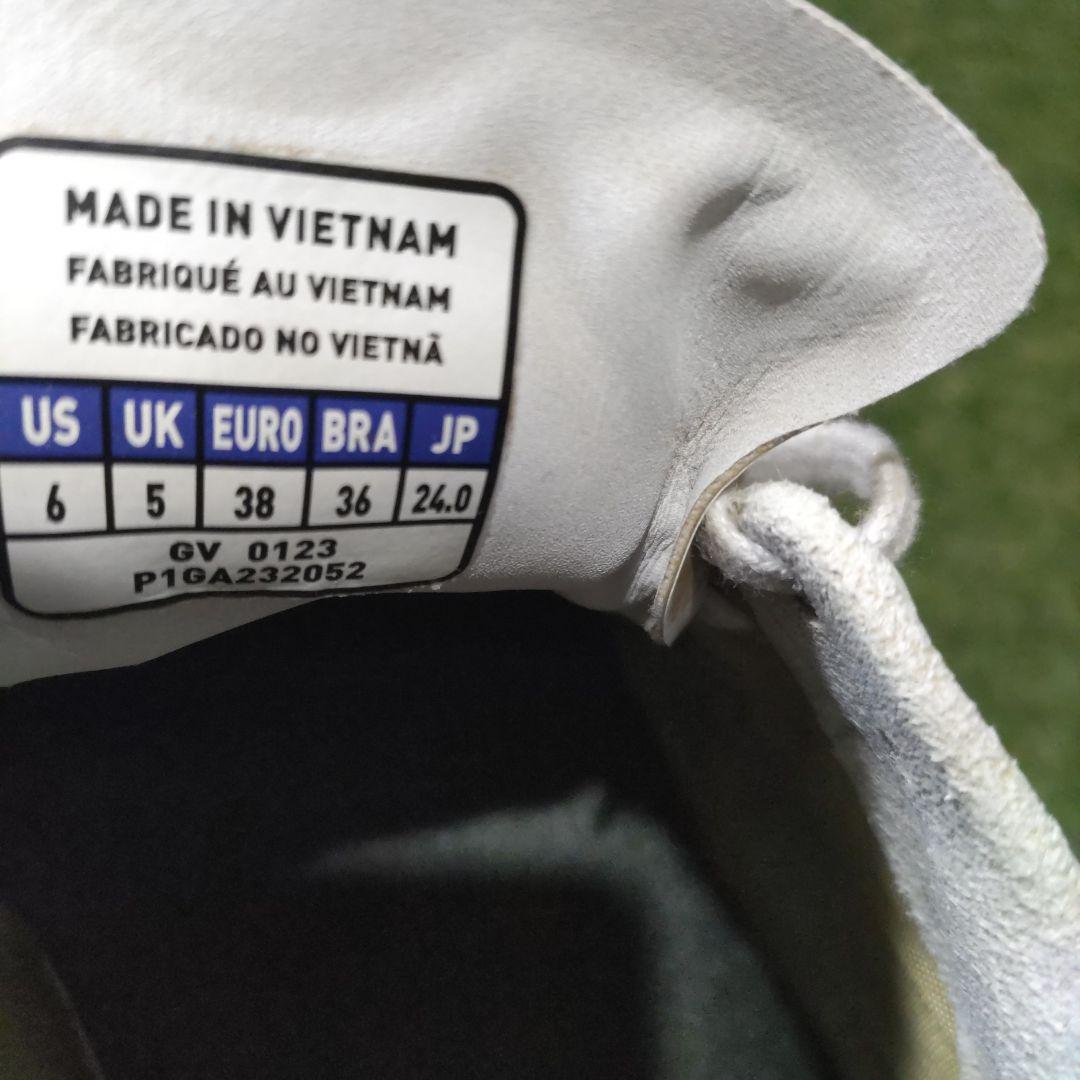 MADE IN VIETNAM
FABRIQUÉ AU VIETNAM
FABRICADO NO VIETNÃ
US UK EURO BRA JP
6 5 38 36 24.0
GV 0123
P1GA232052